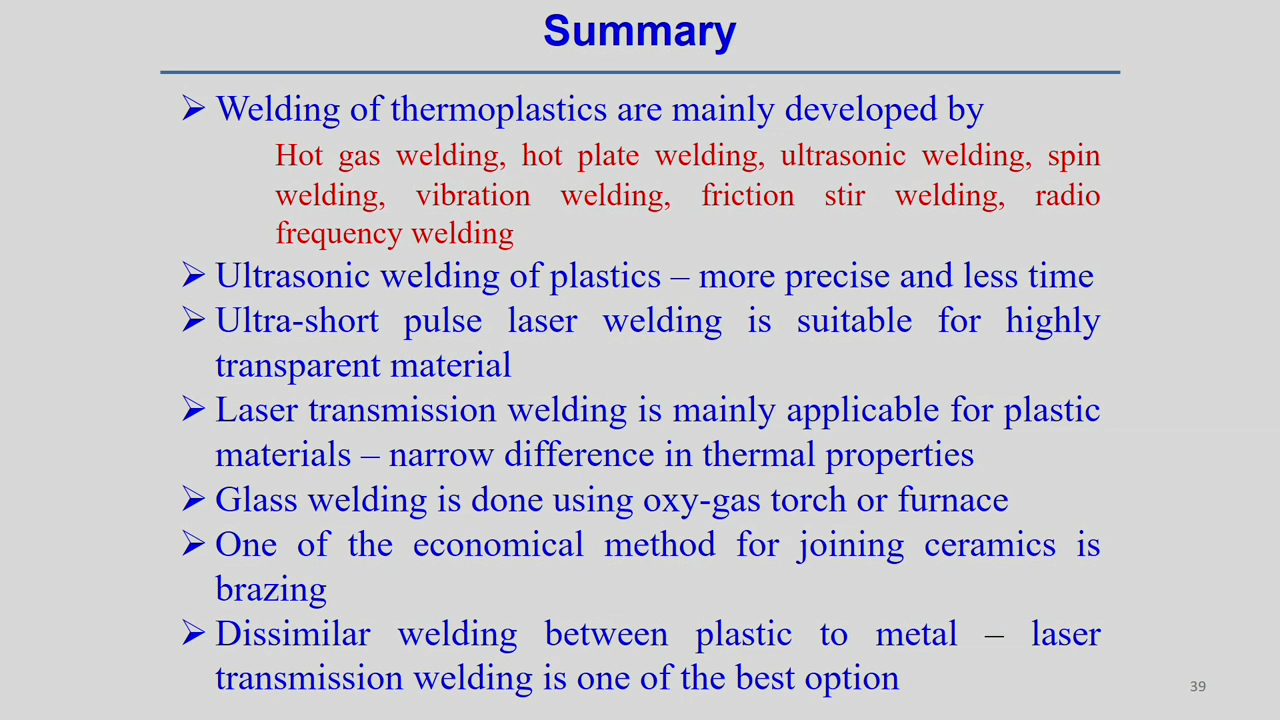 Summary
➢ Welding of thermoplastics are mainly developed by
Hot gas welding, hot plate welding, ultrasonic welding, spin
welding, vibration welding, friction stir welding, radio
frequency welding
➢ Ultrasonic welding of plastics – more precise and less time
➢ Ultra-short pulse laser welding is suitable for highly
transparent material
➢ Laser transmission welding is mainly applicable for plastic
materials – narrow difference in thermal properties
➢ Glass welding is done using oxy-gas torch or furnace
➢ One of the economical method for joining ceramics is
brazing
➢ Dissimilar welding between plastic to metal – laser
transmission welding is one of the best option
39